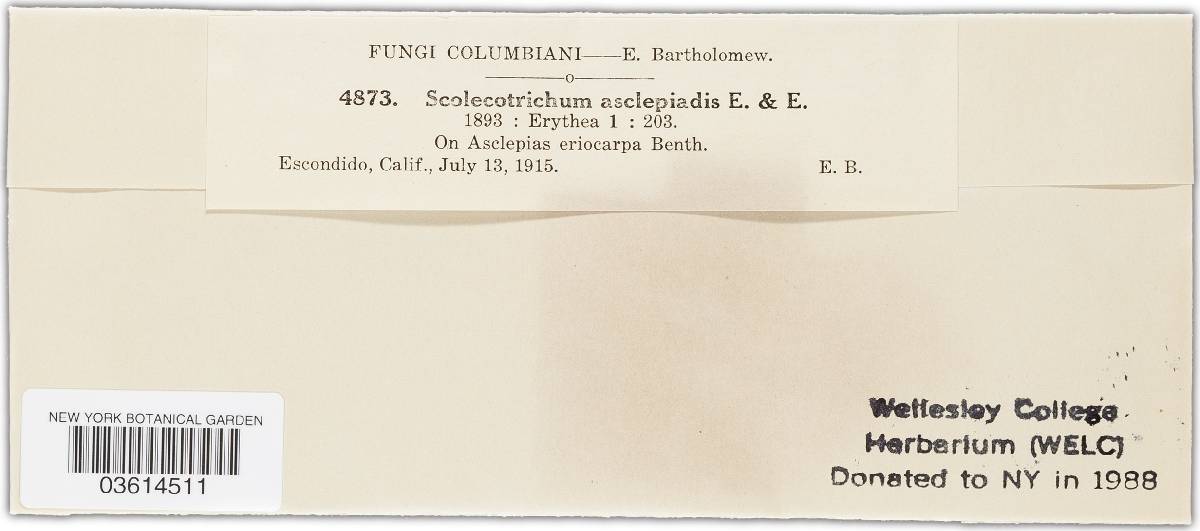 FUNGI COLUMBIANI——E. Bartholomew.
4873. Scolecotrichum asclepiadis E. & E.
1893 : Erythea 1 : 203.
On Asclepias eriocarpa Benth.
Escondido, Calif., July 13, 1915. E. B.
NEW YORK BOTANICAL GARDEN
03614511
Wellesley College
Herbarium (WELC)
Donated to NY in 1988